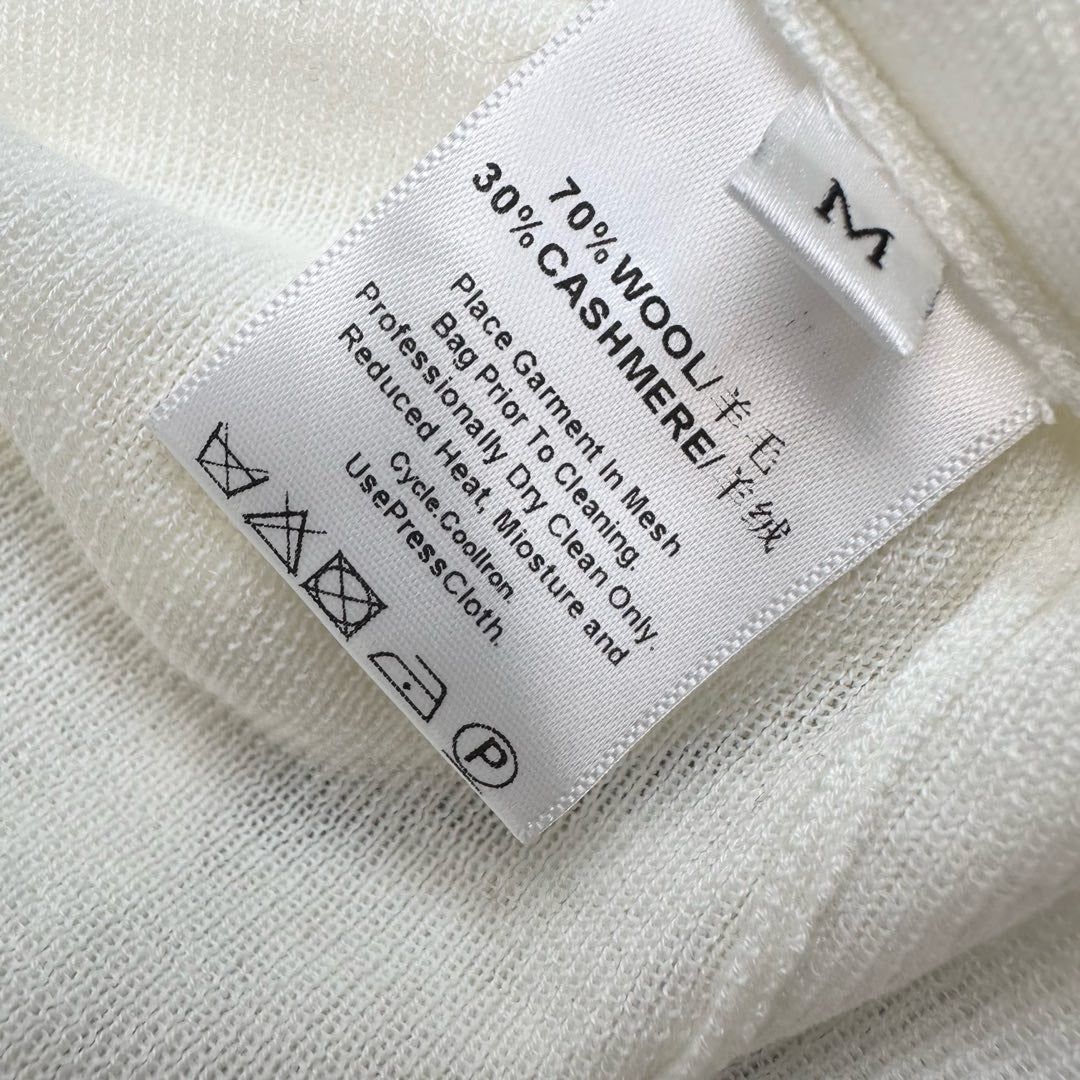 M
70%WOOL/羊毛
30%CASHMERE/羊绒
Place Garment In Mesh
Bag Prior To Cleaning.
Professionally Dry Clean Only.
Reduced Heat, Miosture and
Cycle.CoolIron.
UsePressCloth.
P